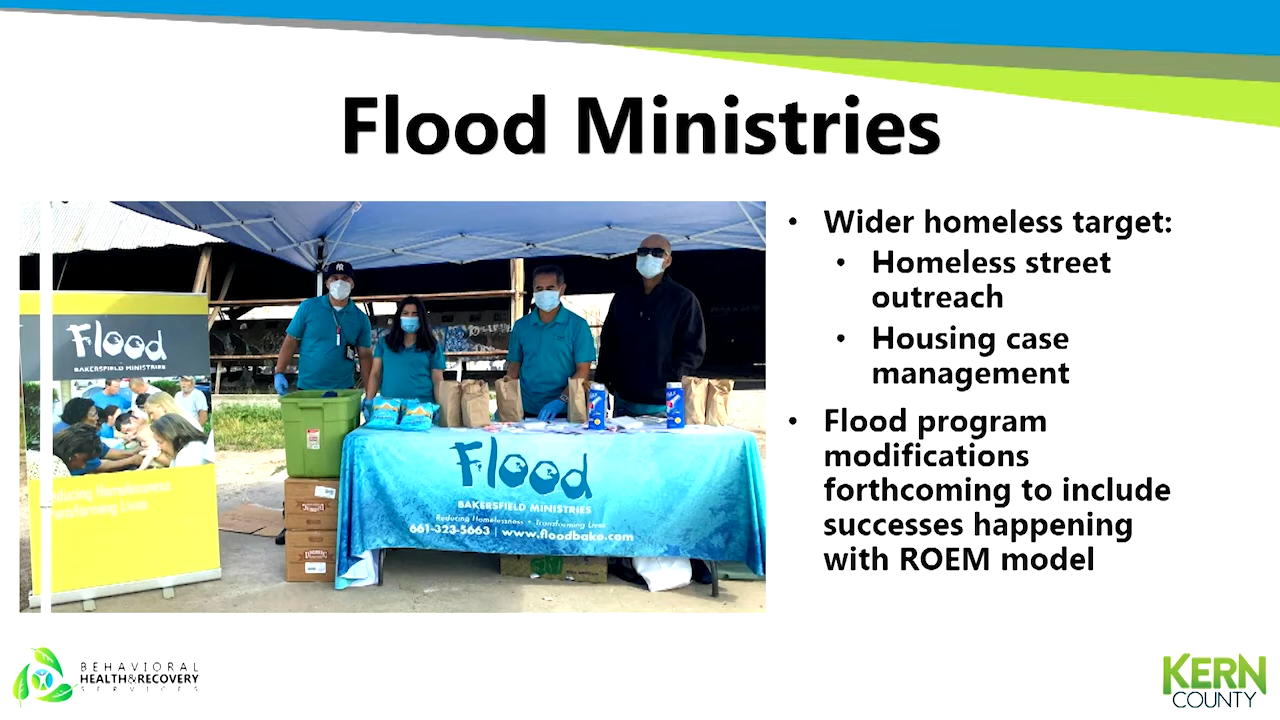 Flood Ministries
• Wider homeless target:
• Homeless street
outreach
• Housing case
management
• Flood program
modifications
forthcoming to include
successes happening
with ROEM model
Flood
BAKERSFIELD MINISTRIES
Reducing Homelessness
Transforming Lives
Flood
BAKERSFIELD MINISTRIES
Reducing Homelessness • Transforming Lives
661-323-5663 | www.floodbako.com
BEHAVIORAL
HEALTH&RECOVERY
SERVICES
KERN
COUNTY